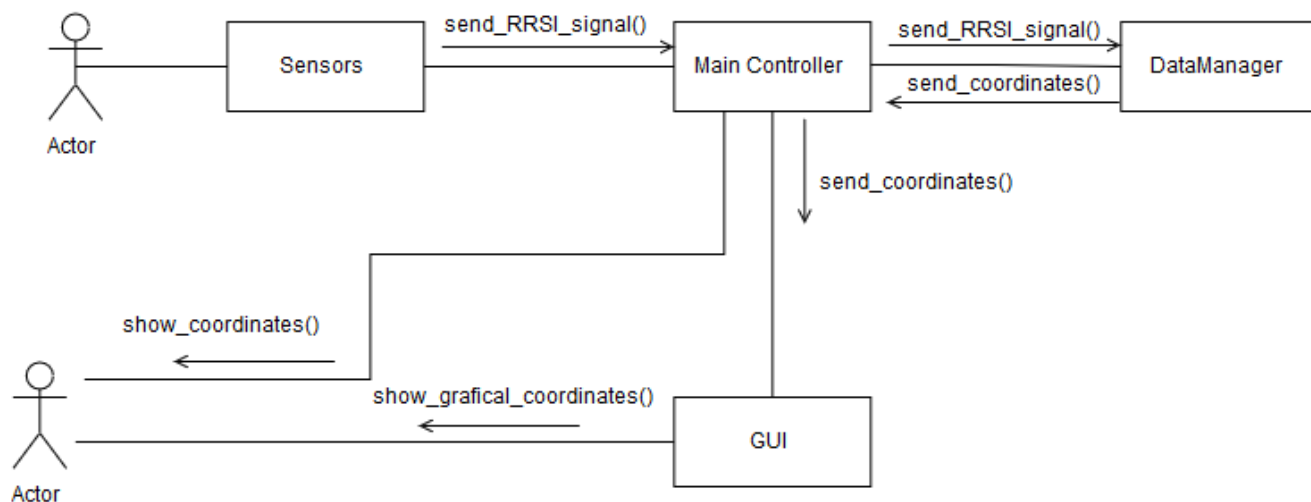 send_RRSI_signal()
send_RRSI_signal()
Sensors
Main Controller
DataManager
send_coordinates()
Actor
send_coordinates()
show_coordinates()
show_grafical_coordinates()
GUI
Actor